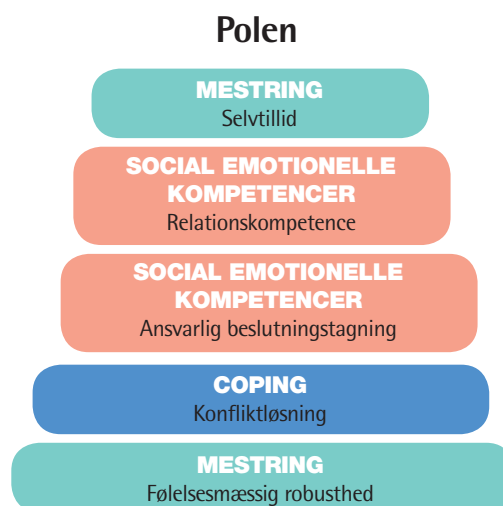 Polen
MESTRING
Selvtillid
SOCIAL EMOTIONELLE
KOMPETENCER
Relationskompetence
SOCIAL EMOTIONELLE
KOMPETENCER
Ansvarlig beslutningstagning
COPING
Konfliktløsning
MESTRING
Følelsesmæssig robusthed